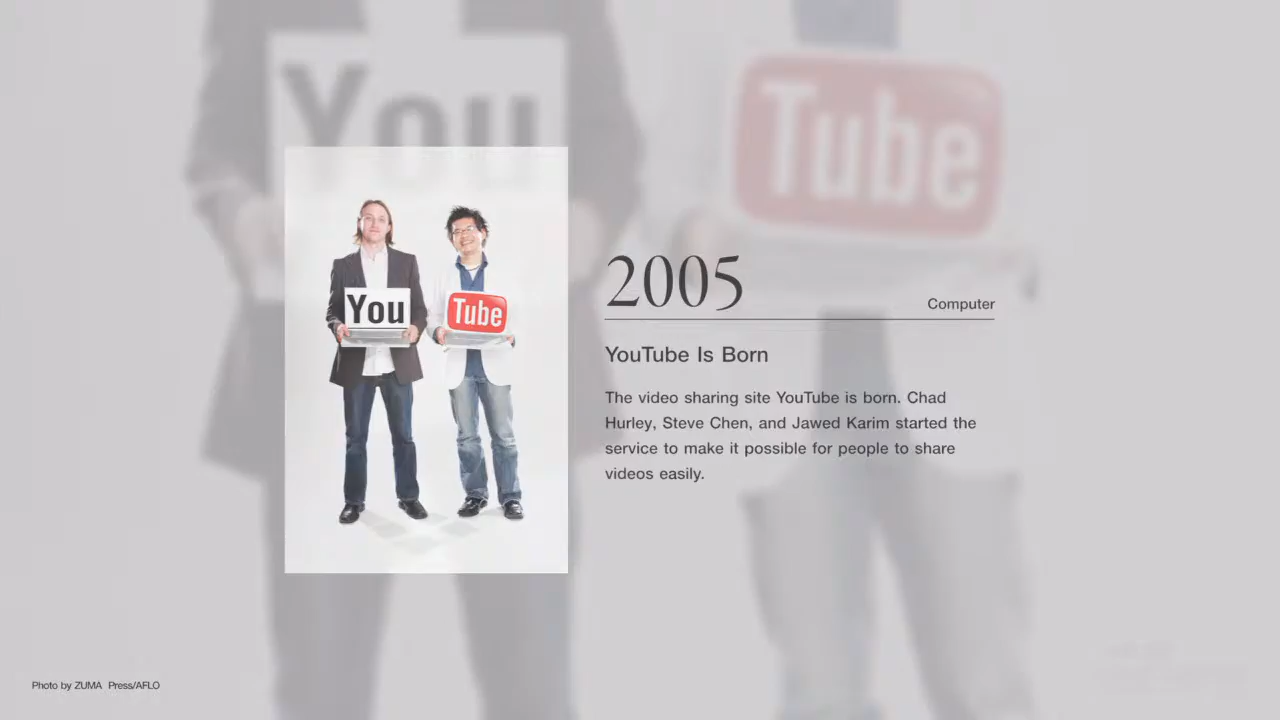 You
Tube
You
Tube
2005
Computer
YouTube Is Born
The video sharing site YouTube is born. Chad
Hurley, Steve Chen, and Jawed Karim started the
service to make it possible for people to share
videos easily.
Photo by ZUMA Press/AFLO